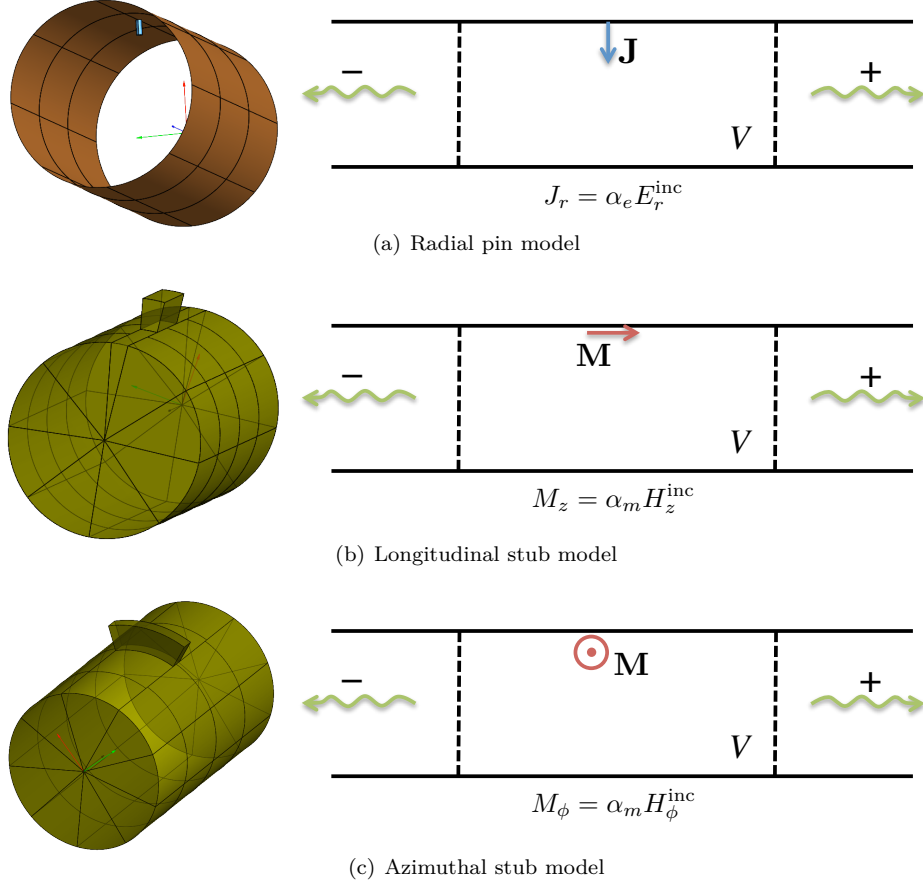 J
− +
V
J_r = α_e E_r^inc
(a) Radial pin model
M
− +
V
M_z = α_m H_z^inc
(b) Longitudinal stub model
M
− +
V
M_ϕ = α_m H_ϕ^inc
(c) Azimuthal stub model